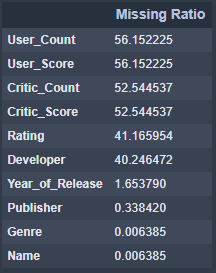 Missing Ratio
User_Count 56.152225
User_Score 56.152225
Critic_Count 52.544537
Critic_Score 52.544537
Rating 41.165954
Developer 40.246472
Year_of_Release 1.653790
Publisher 0.338420
Genre 0.006385
Name 0.006385